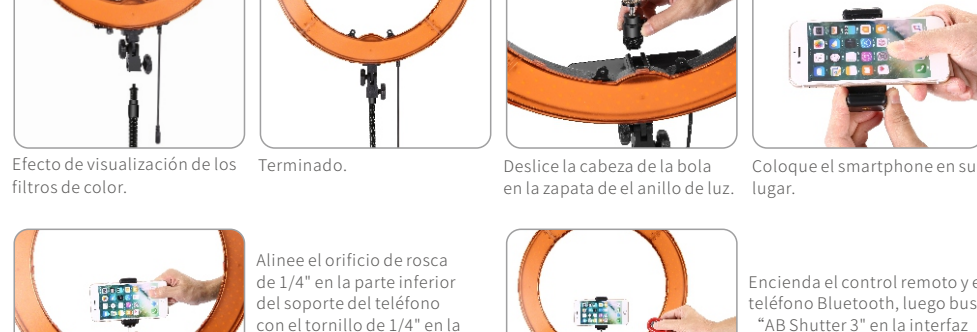 Efecto de visualización de los
filtros de color.
Terminado.
Deslice la cabeza de la bola
en la zapata de el anillo de luz.
Coloque el smartphone en su
lugar.
Alinee el orificio de rosca
de 1/4" en la parte inferior
del soporte del teléfono
con el tornillo de 1/4" en la
Encienda el control remoto y e
teléfono Bluetooth, luego bus
“AB Shutter 3" en la interfaz